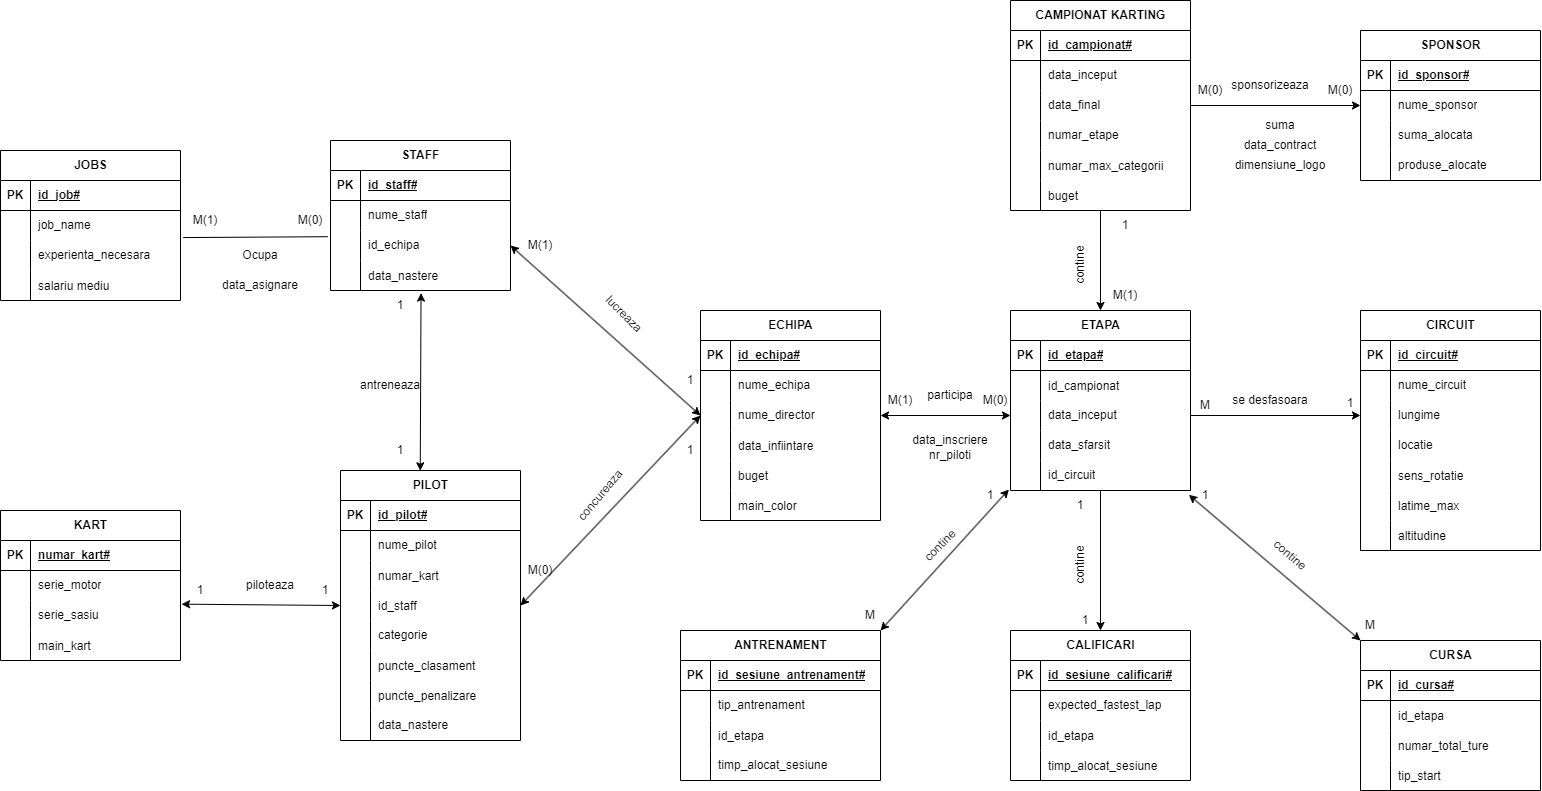 CAMPIONAT KARTING
PK id_campionat#
data_inceput
data_final
numar_etape
numar_max_categorii
buget
M(0) sponsorizeaza M(0)
suma
data_contract
dimensiune_logo
SPONSOR
PK id_sponsor#
nume_sponsor
suma_alocata
produse_alocate
JOBS
PK id_job#
job_name
experienta_necesara
salariu mediu
M(1) M(0)
Ocupa
data_asignare
STAFF
PK id_staff#
nume_staff
id_echipa
data_nastere
M(1)
lucreaza
1
1
antreneaza
1
1
contine
M(1)
ECHIPA
PK id_echipa#
nume_echipa
nume_director
data_infiintare
buget
main_color
M(1) participa M(0)
data_inscriere
nr_piloti
ETAPA
PK id_etapa#
id_campionat
data_inceput
data_sfarsit
id_circuit
M se desfasoara 1
CIRCUIT
PK id_circuit#
nume_circuit
lungime
locatie
sens_rotatie
latime_max
altitudine
1
concureaza
M(0)
PILOT
PK id_pilot#
nume_pilot
numar_kart
id_staff
categorie
puncte_clasament
puncte_penalizare
data_nastere
KART
PK numar_kart#
serie_motor
serie_sasiu
main_kart
1 piloteaza 1
1
contine
M
1
contine
1
1
contine
M
ANTRENAMENT
PK id_sesiune_antrenament#
tip_antrenament
id_etapa
timp_alocat_sesiune
CALIFICARI
PK id_sesiune_calificari#
expected_fastest_lap
id_etapa
timp_alocat_sesiune
CURSA
PK id_cursa#
id_etapa
numar_total_ture
tip_start